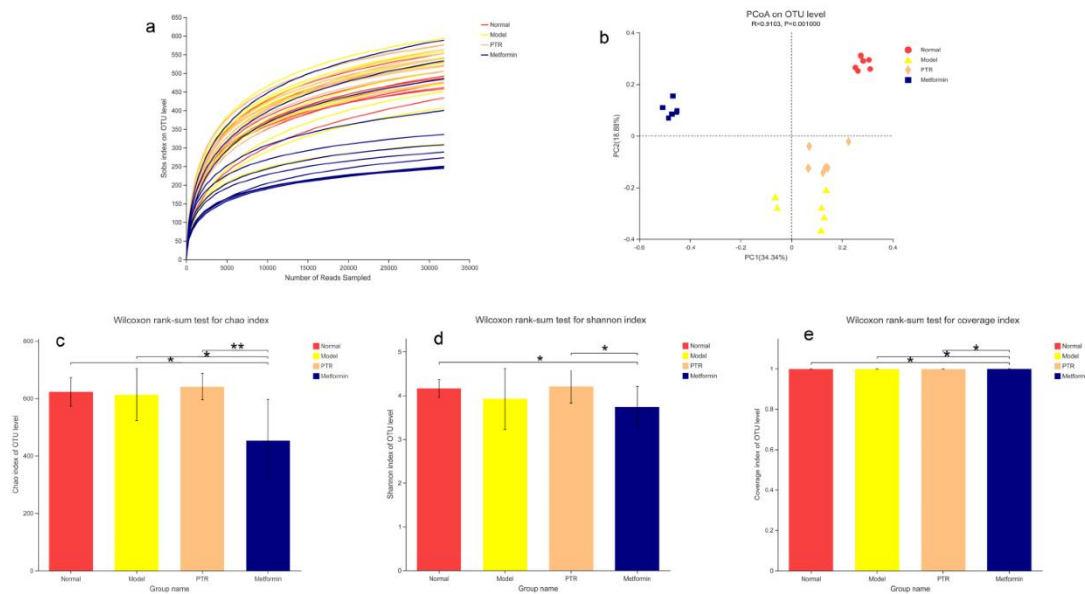 a
Sobs index on OTU level
650
600
550
500
450
400
350
300
250
200
150
100
50
0
0 5000 10000 15000 20000 25000 30000 35000
Number of Reads Sampled
Normal
Model
PTR
Metformin
b
PCoA on OTU level
R=0.9103, P=0.001000
PC2(18.88%)
0.4
0.2
0
-0.2
-0.4
-0.6 -0.4 -0.2 0 0.2 0.4
PC1(34.34%)
Normal
Model
PTR
Metformin
Wilcoxon rank-sum test for chao index
c
Chao index of OTU level
800
600
400
200
0
**
*
*
Normal Model PTR Metformin
Group name
Normal
Model
PTR
Metformin
Wilcoxon rank-sum test for shannon index
d
Shannon index of OTU level
5
4
3
2
1
0
*
*
Normal Model PTR Metformin
Group name
Normal
Model
PTR
Metformin
Wilcoxon rank-sum test for coverage index
e
Coverage index of OTU level
1
0.8
0.6
0.4
0.2
0
*
*
*
Normal Model PTR Metformin
Group name
Normal
Model
PTR
Metformin